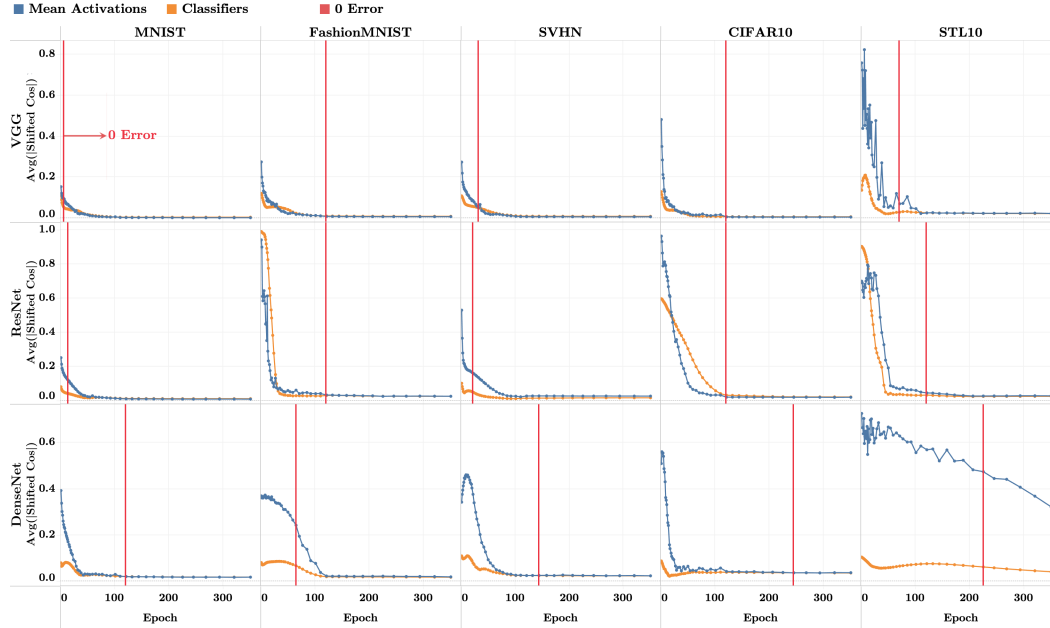 Mean Activations Classifiers 0 Error
MNIST FashionMNIST SVHN CIFAR10 STL10
VGG
Avg(|Shifted Cos|)
0.8
0.6
0.4
0.2
0.0
0 Error
ResNet
Avg(|Shifted Cos|)
1.0
0.8
0.6
0.4
0.2
0.0
DenseNet
Avg(|Shifted Cos|)
0.6
0.4
0.2
0.0
0 100 200 300 0 100 200 300 0 100 200 300 0 100 200 300 0 100 200 300
Epoch Epoch Epoch Epoch Epoch